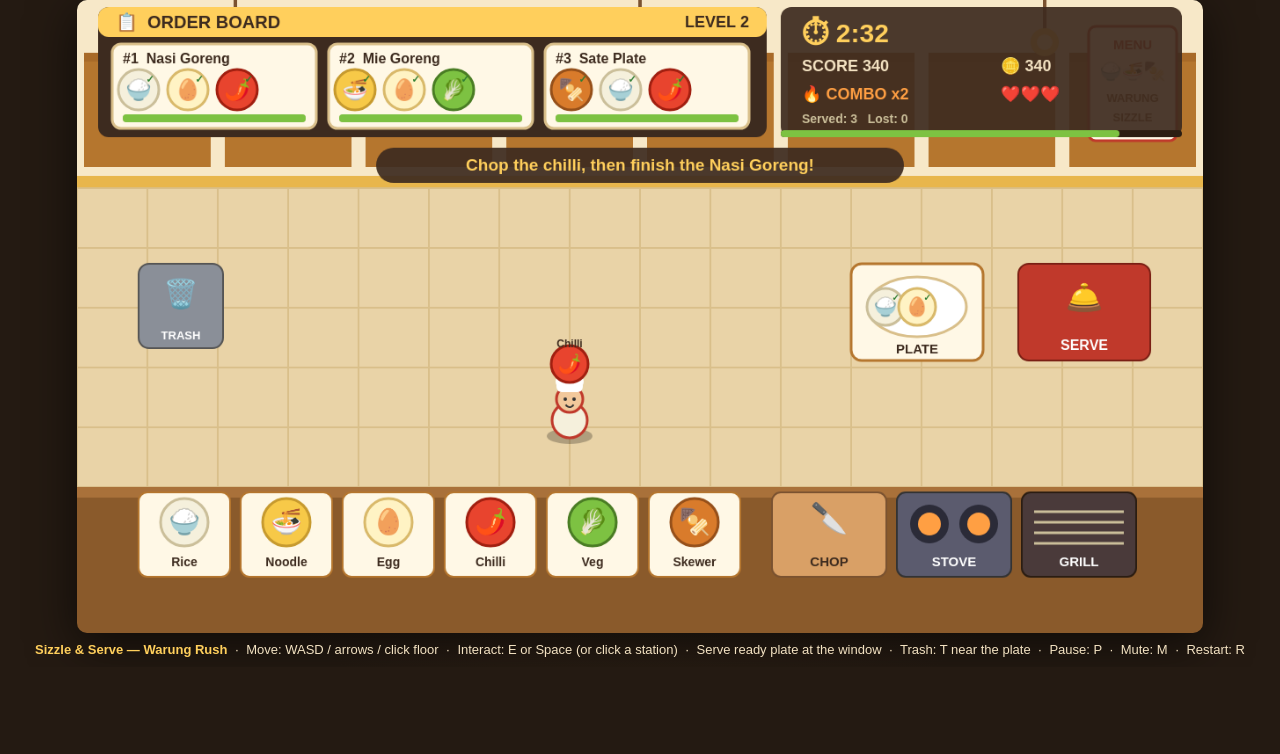 📋 ORDER BOARD LEVEL 2
#1 Nasi Goreng
#2 Mie Goreng
#3 Sate Plate
2:32
SCORE 340
340
COMBO x2
Served: 3 Lost: 0
MENU
WARUNG
SIZZLE
Chop the chilli, then finish the Nasi Goreng!
TRASH
PLATE
SERVE
Chilli
Rice
Noodle
Egg
Chilli
Veg
Skewer
CHOP
STOVE
GRILL
Sizzle & Serve — Warung Rush · Move: WASD / arrows / click floor · Interact: E or Space (or click a station) · Serve ready plate at the window · Trash: T near the plate · Pause: P · Mute: M · Restart: R